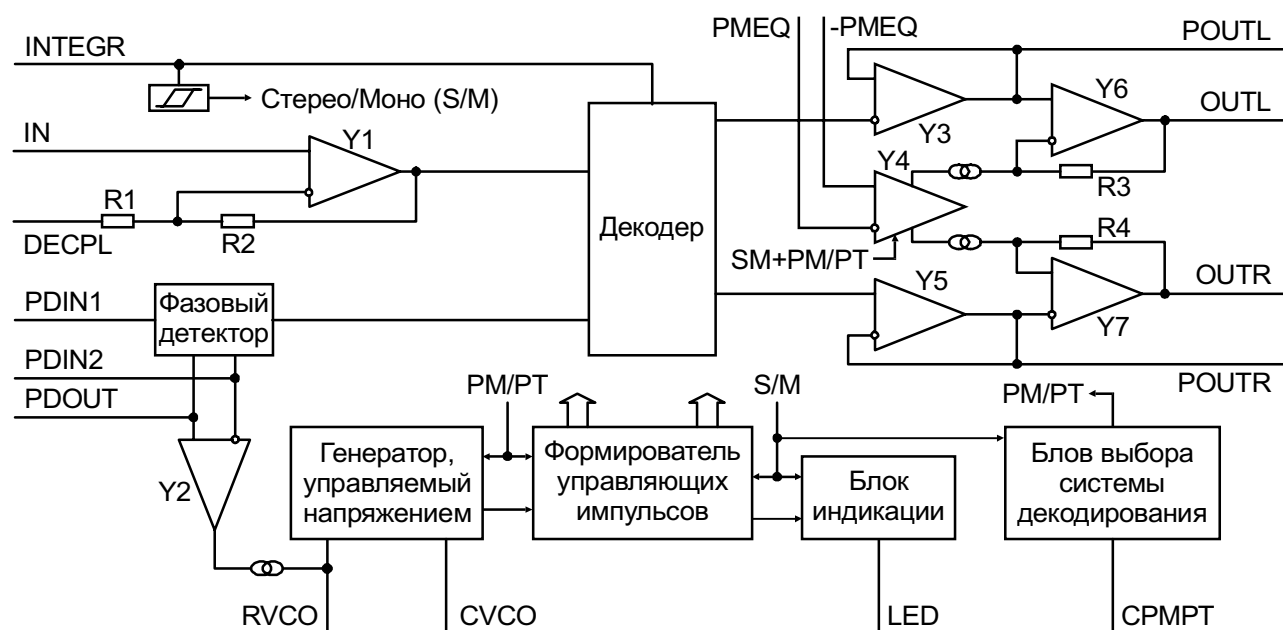 INTEGR
Стерео/Моно (S/M)
IN
Y1
R1
R2
DECPL
Декодер
PMEQ
-PMEQ
POUTL
Y3
Y6
OUTL
Y4
R3
R4
SM+PM/PT
Y5
Y7
OUTR
POUTR
PDIN1
Фазовый
детектор
PDIN2
PDOUT
Y2
PM/PT
S/M
PM/PT
Генератор,
управляемый
напряжением
Формирователь
управляющих
импульсов
Блок
индикации
Блов выбора
системы
декодирования
RVCO
CVCO
LED
CPMPT